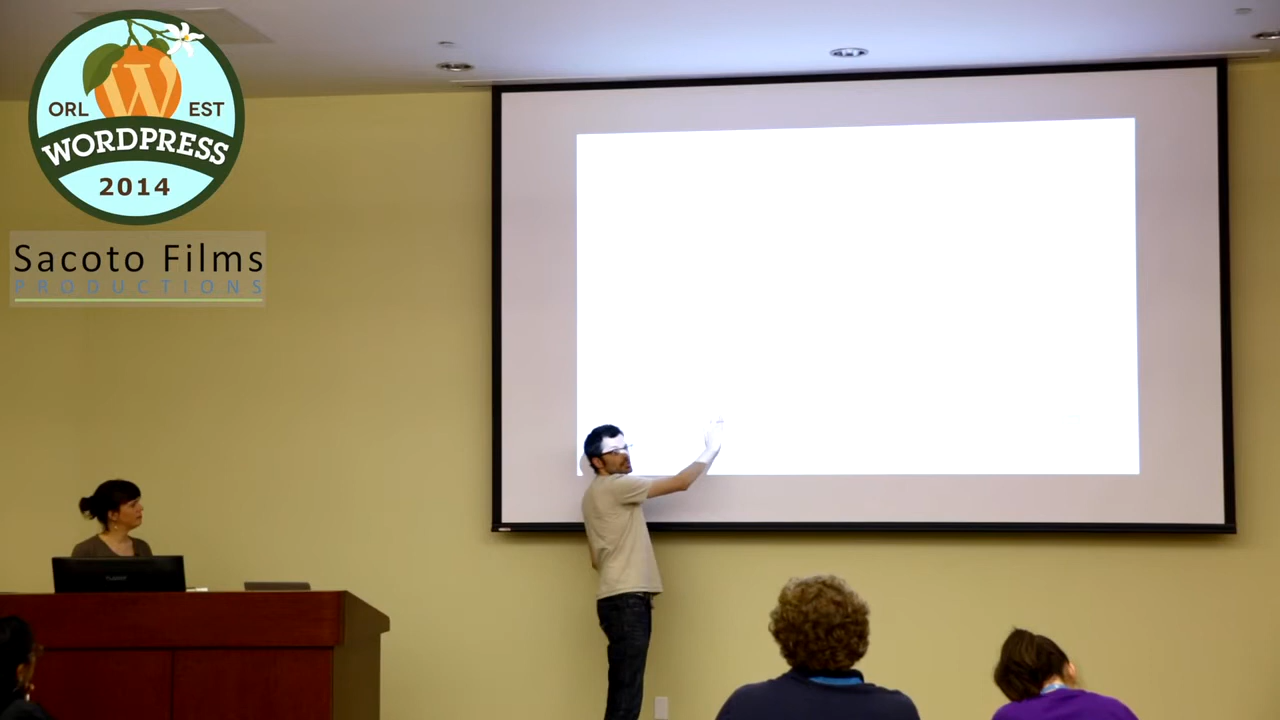 ORL W EST
WORDPRESS
2014
Sacoto Films
PRODUCTIONS